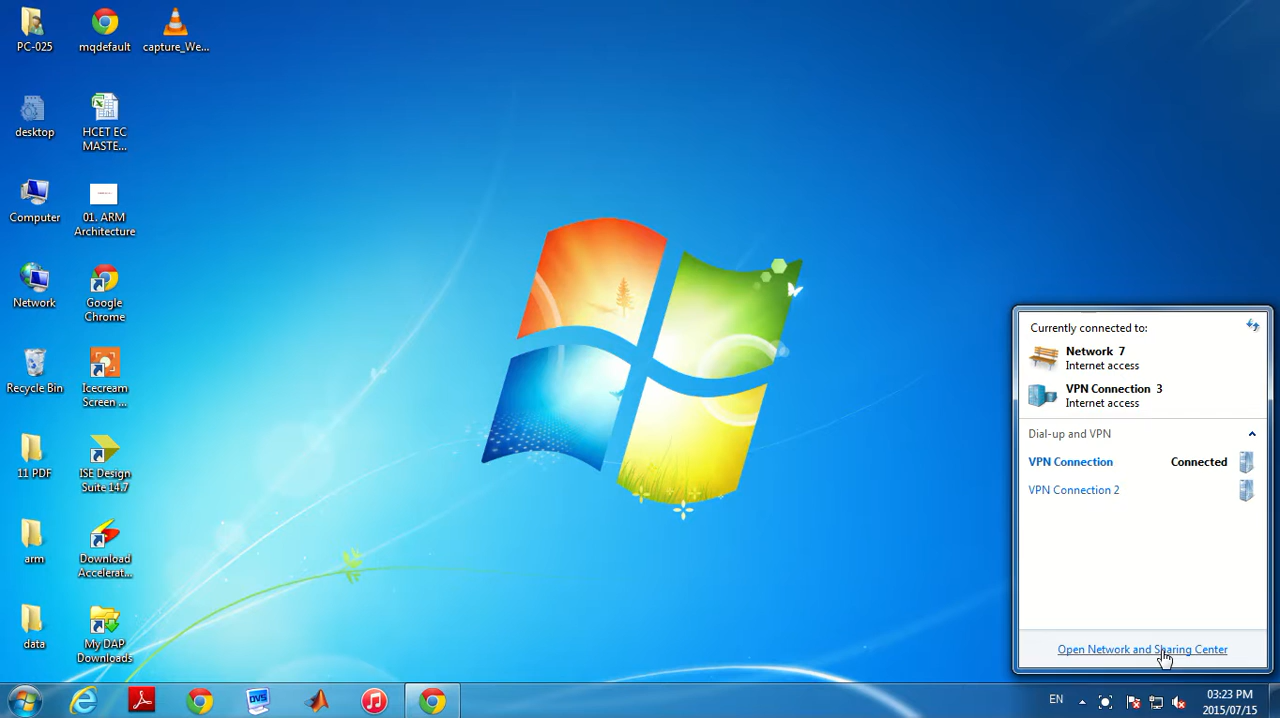 PC-025
mqdefault
capture_We...
desktop
HCET EC
MASTE...
Computer
01. ARM
Architecture
Network
Google
Chrome
Recycle Bin
Icecream
Screen ...
11 PDF
ISE Design
Suite 14.7
arm
Download
Accelerat...
data
My DAP
Downloads
Currently connected to:
Network 7
Internet access
VPN Connection 3
Internet access
Dial-up and VPN
VPN Connection Connected
VPN Connection 2
Open Network and Sharing Center
DVS
EN
03:23 PM
2015/07/15